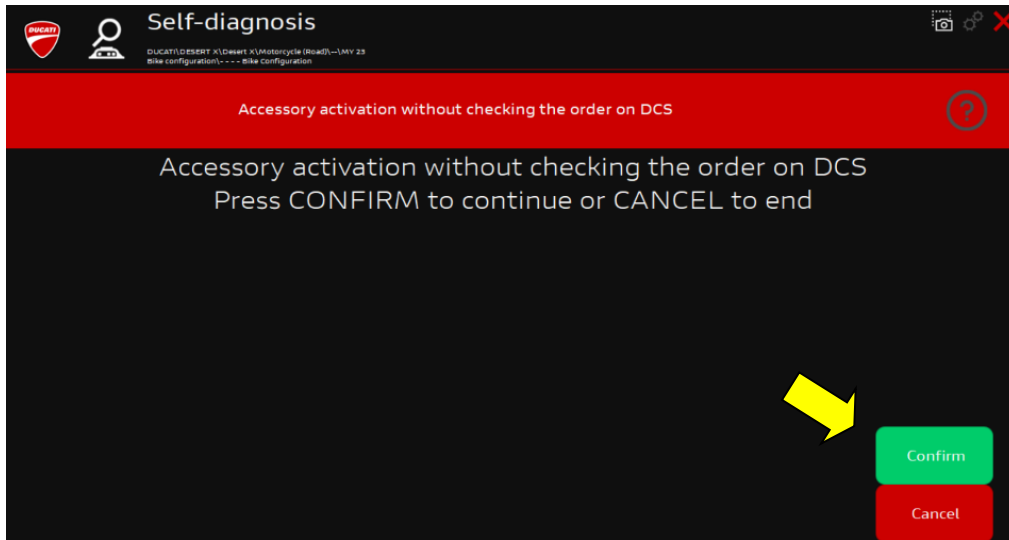 DUCATI
Self-diagnosis
DUCATI\DESERT X\Desert X\Motorcycle (Road)\--\MY 23
Bike configuration\- - - - Bike Configuration
Accessory activation without checking the order on DCS
?
Accessory activation without checking the order on DCS
Press CONFIRM to continue or CANCEL to end
Confirm
Cancel